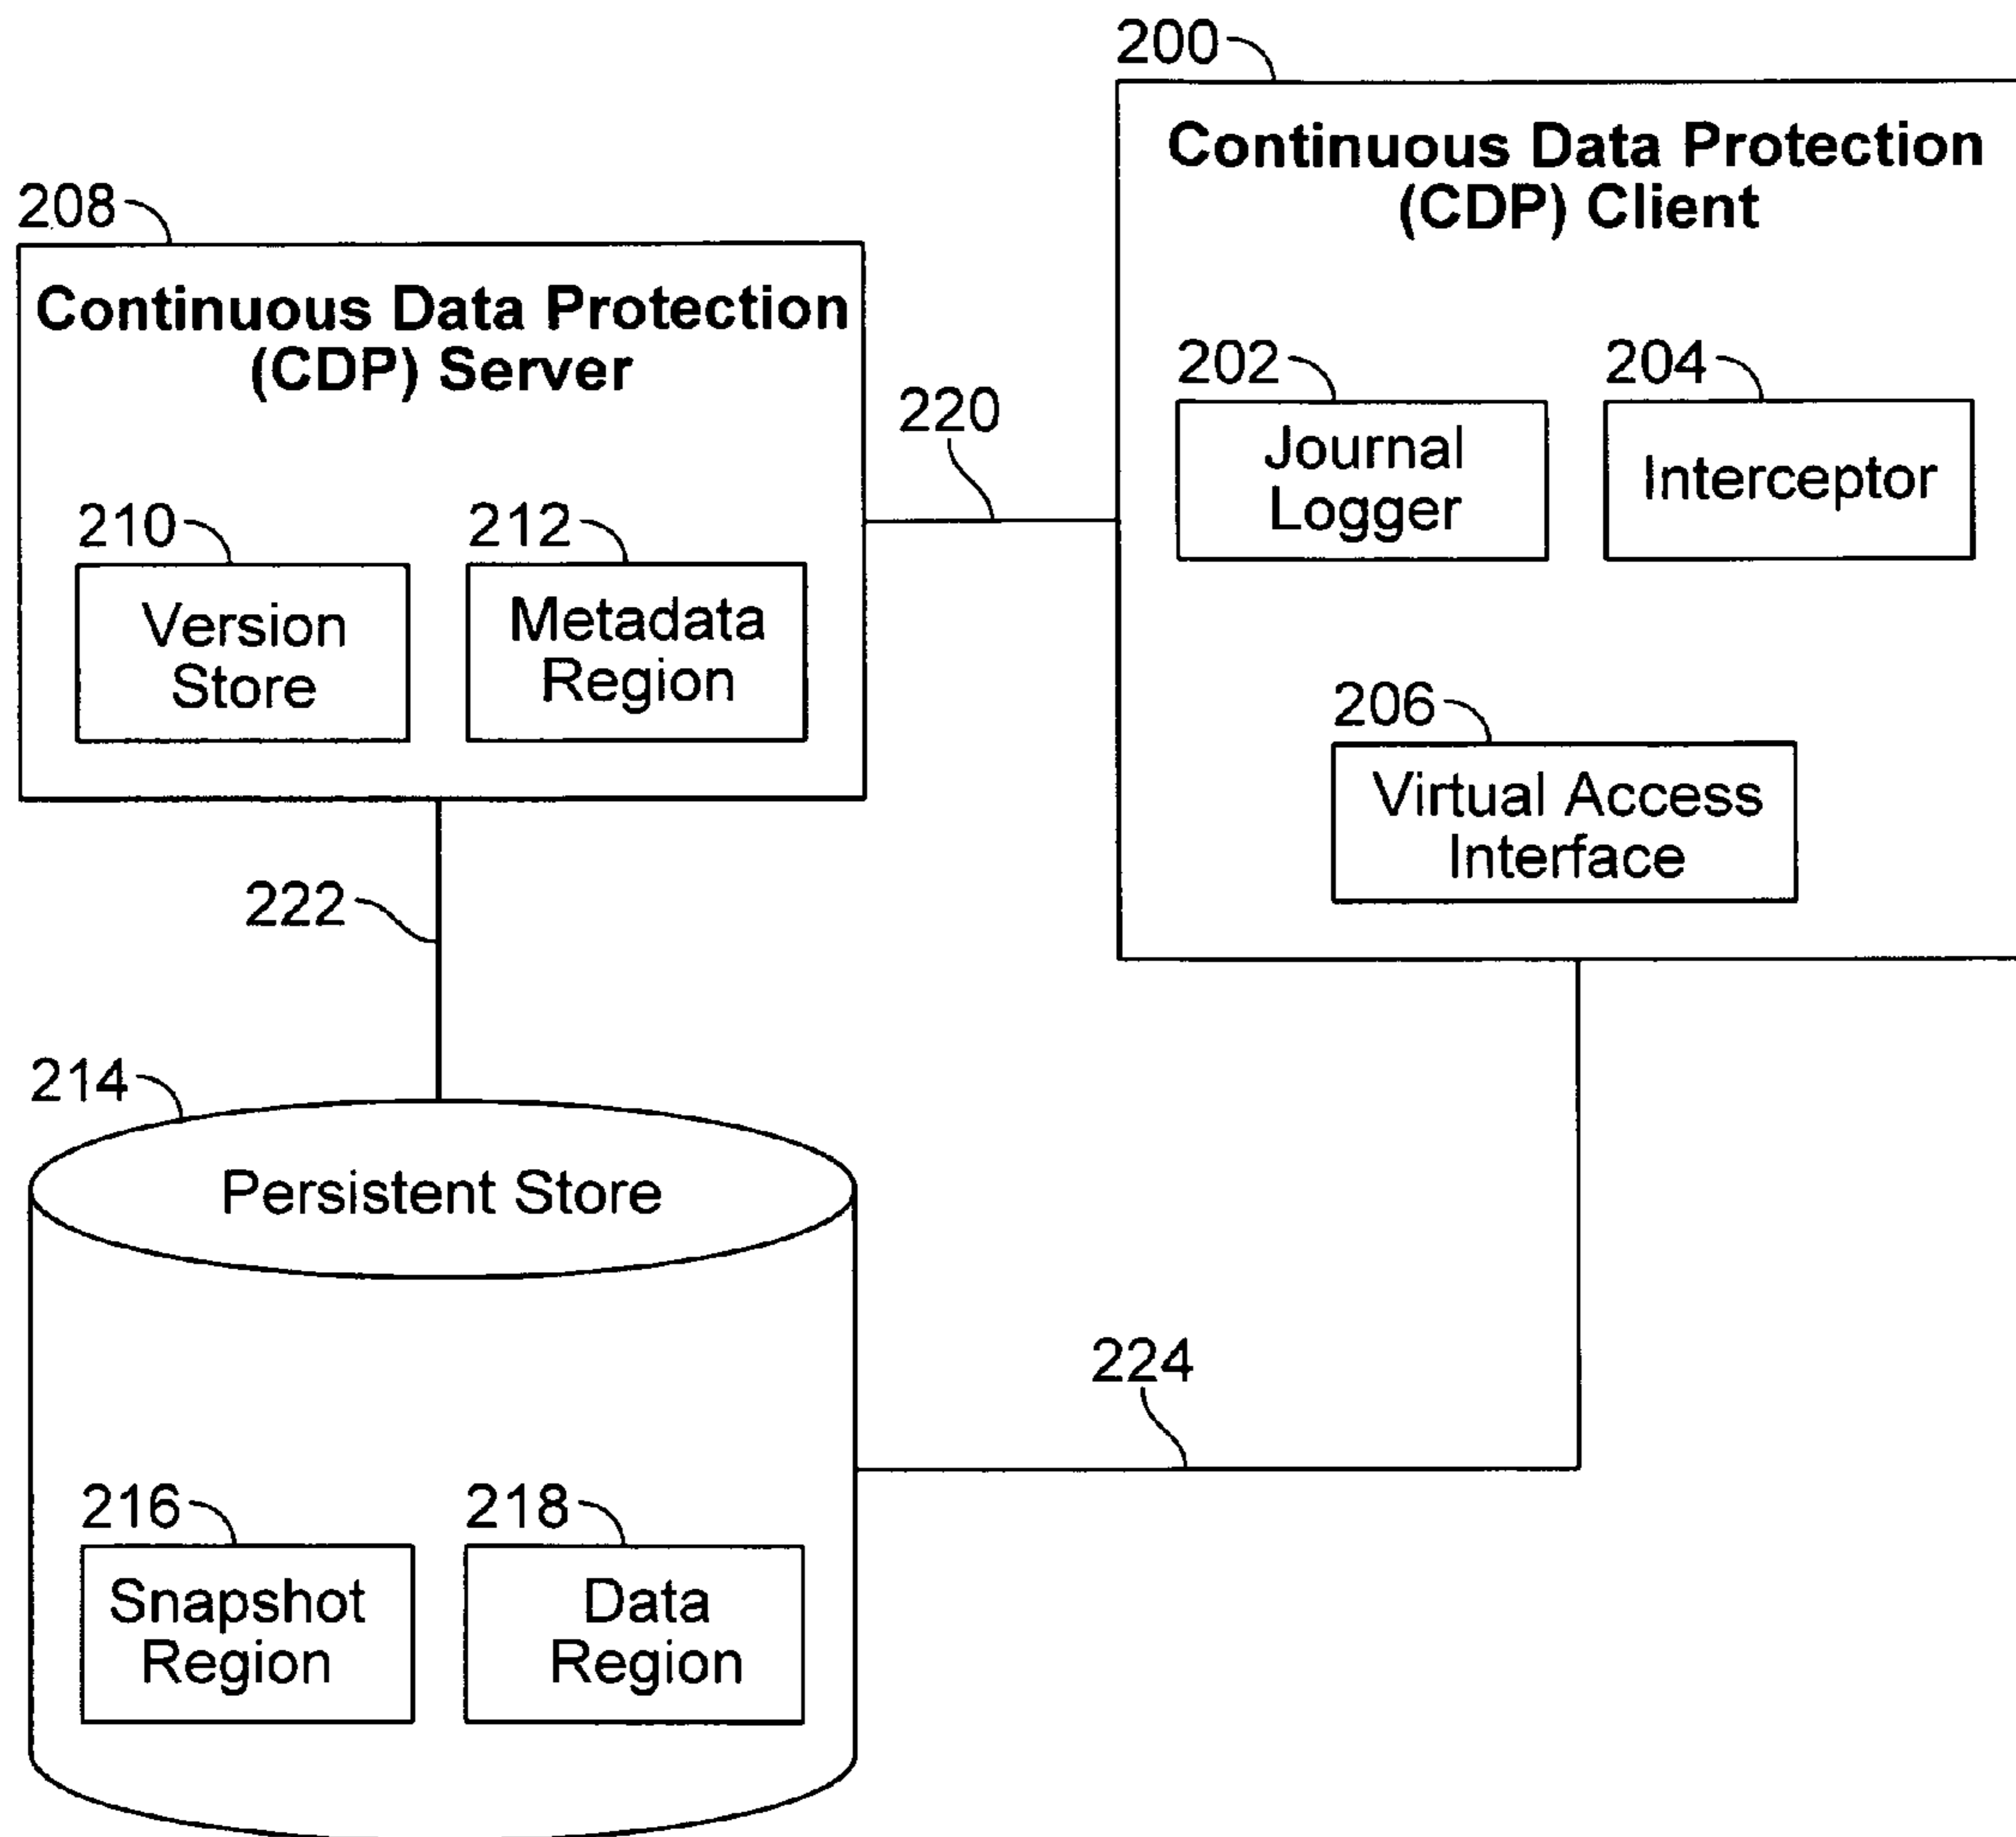 200
Continuous Data Protection
(CDP) Client
208
Continuous Data Protection
(CDP) Server
202
Journal
Logger
204
Interceptor
220
210
Version
Store
212
Metadata
Region
206
Virtual Access
Interface
222
214
Persistent Store
224
216
Snapshot
Region
218
Data
Region